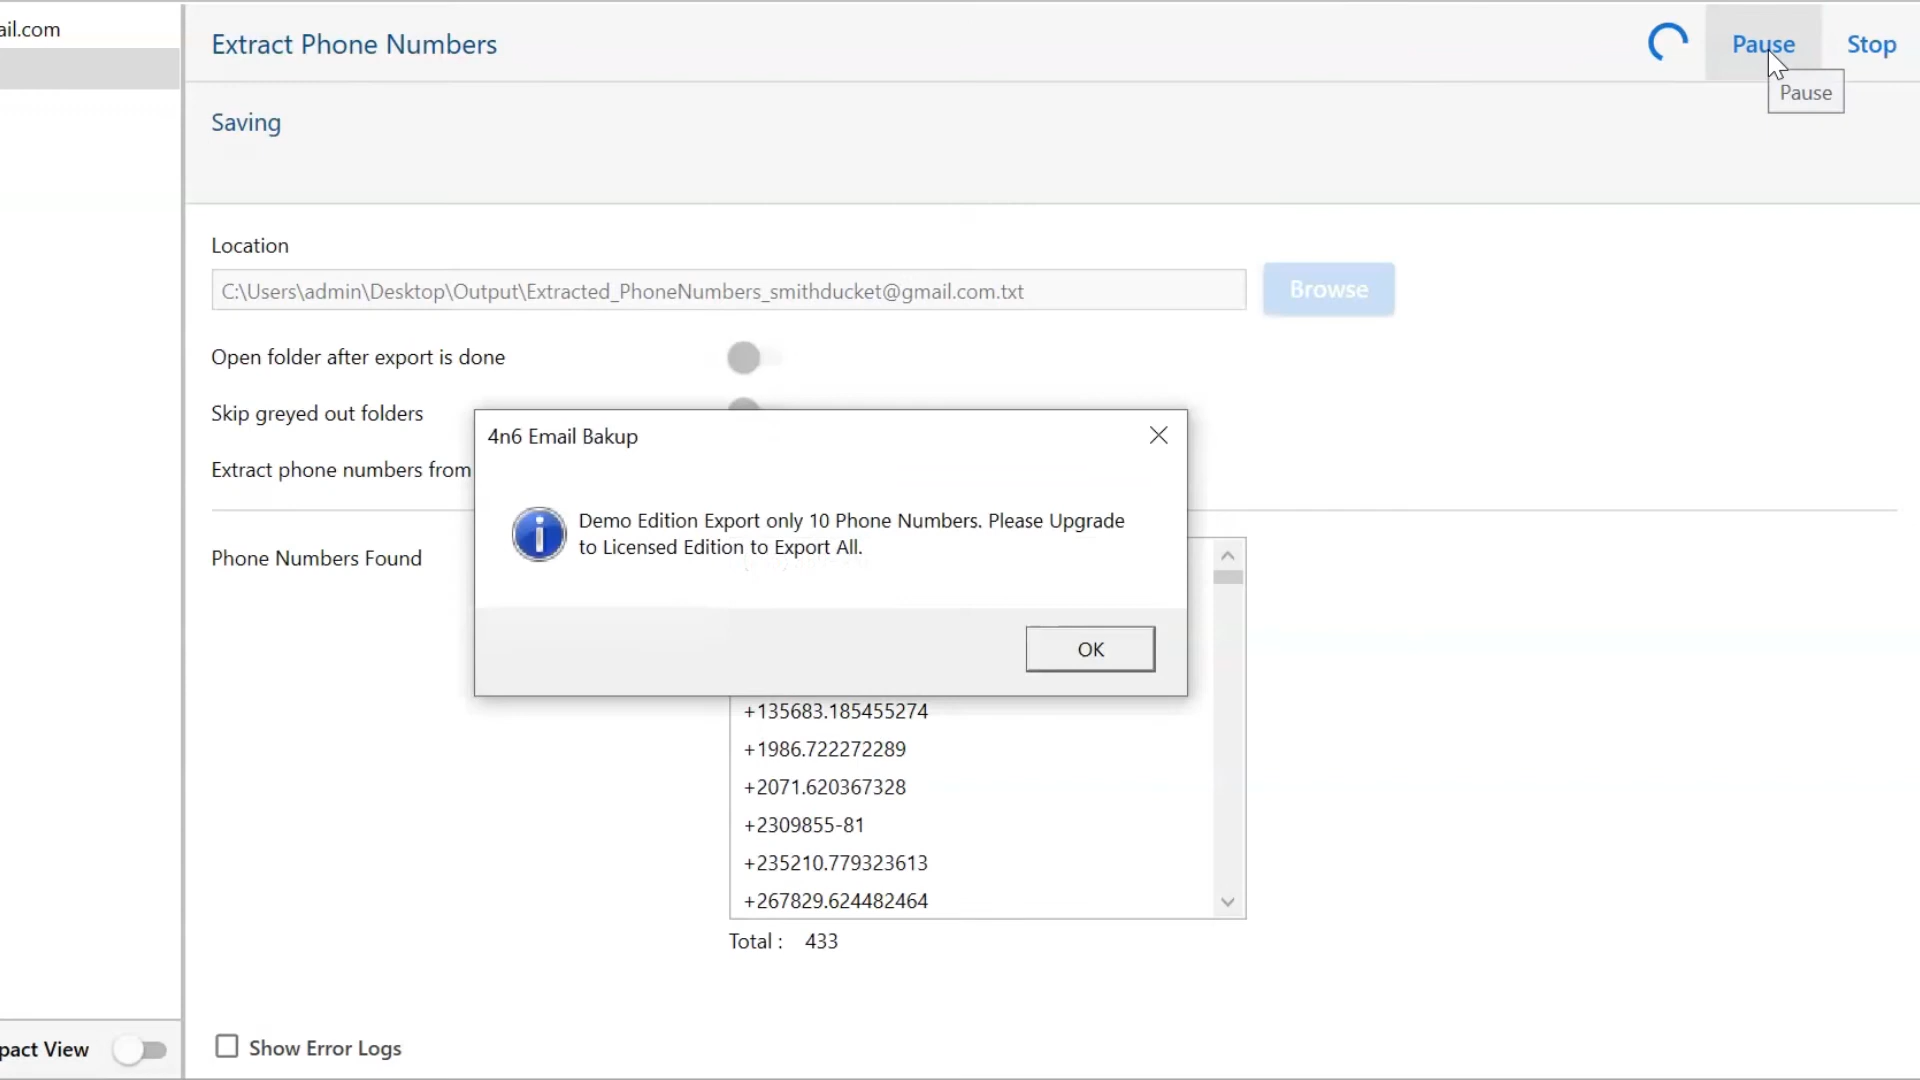 ail.com
Extract Phone Numbers
Pause
Stop
Pause
Saving
Location
C:\Users\admin\Desktop\Output\Extracted_PhoneNumbers_smithducket@gmail.com.txt
Browse
Open folder after export is done
Skip greyed out folders
Extract phone numbers from
4n6 Email Bakup
Demo Edition Export only 10 Phone Numbers. Please Upgrade
to Licensed Edition to Export All.
OK
Phone Numbers Found
+135683.185455274
+1986.722272289
+2071.620367328
+2309855-81
+235210.779323613
+267829.624482464
Total : 433
pact View
Show Error Logs